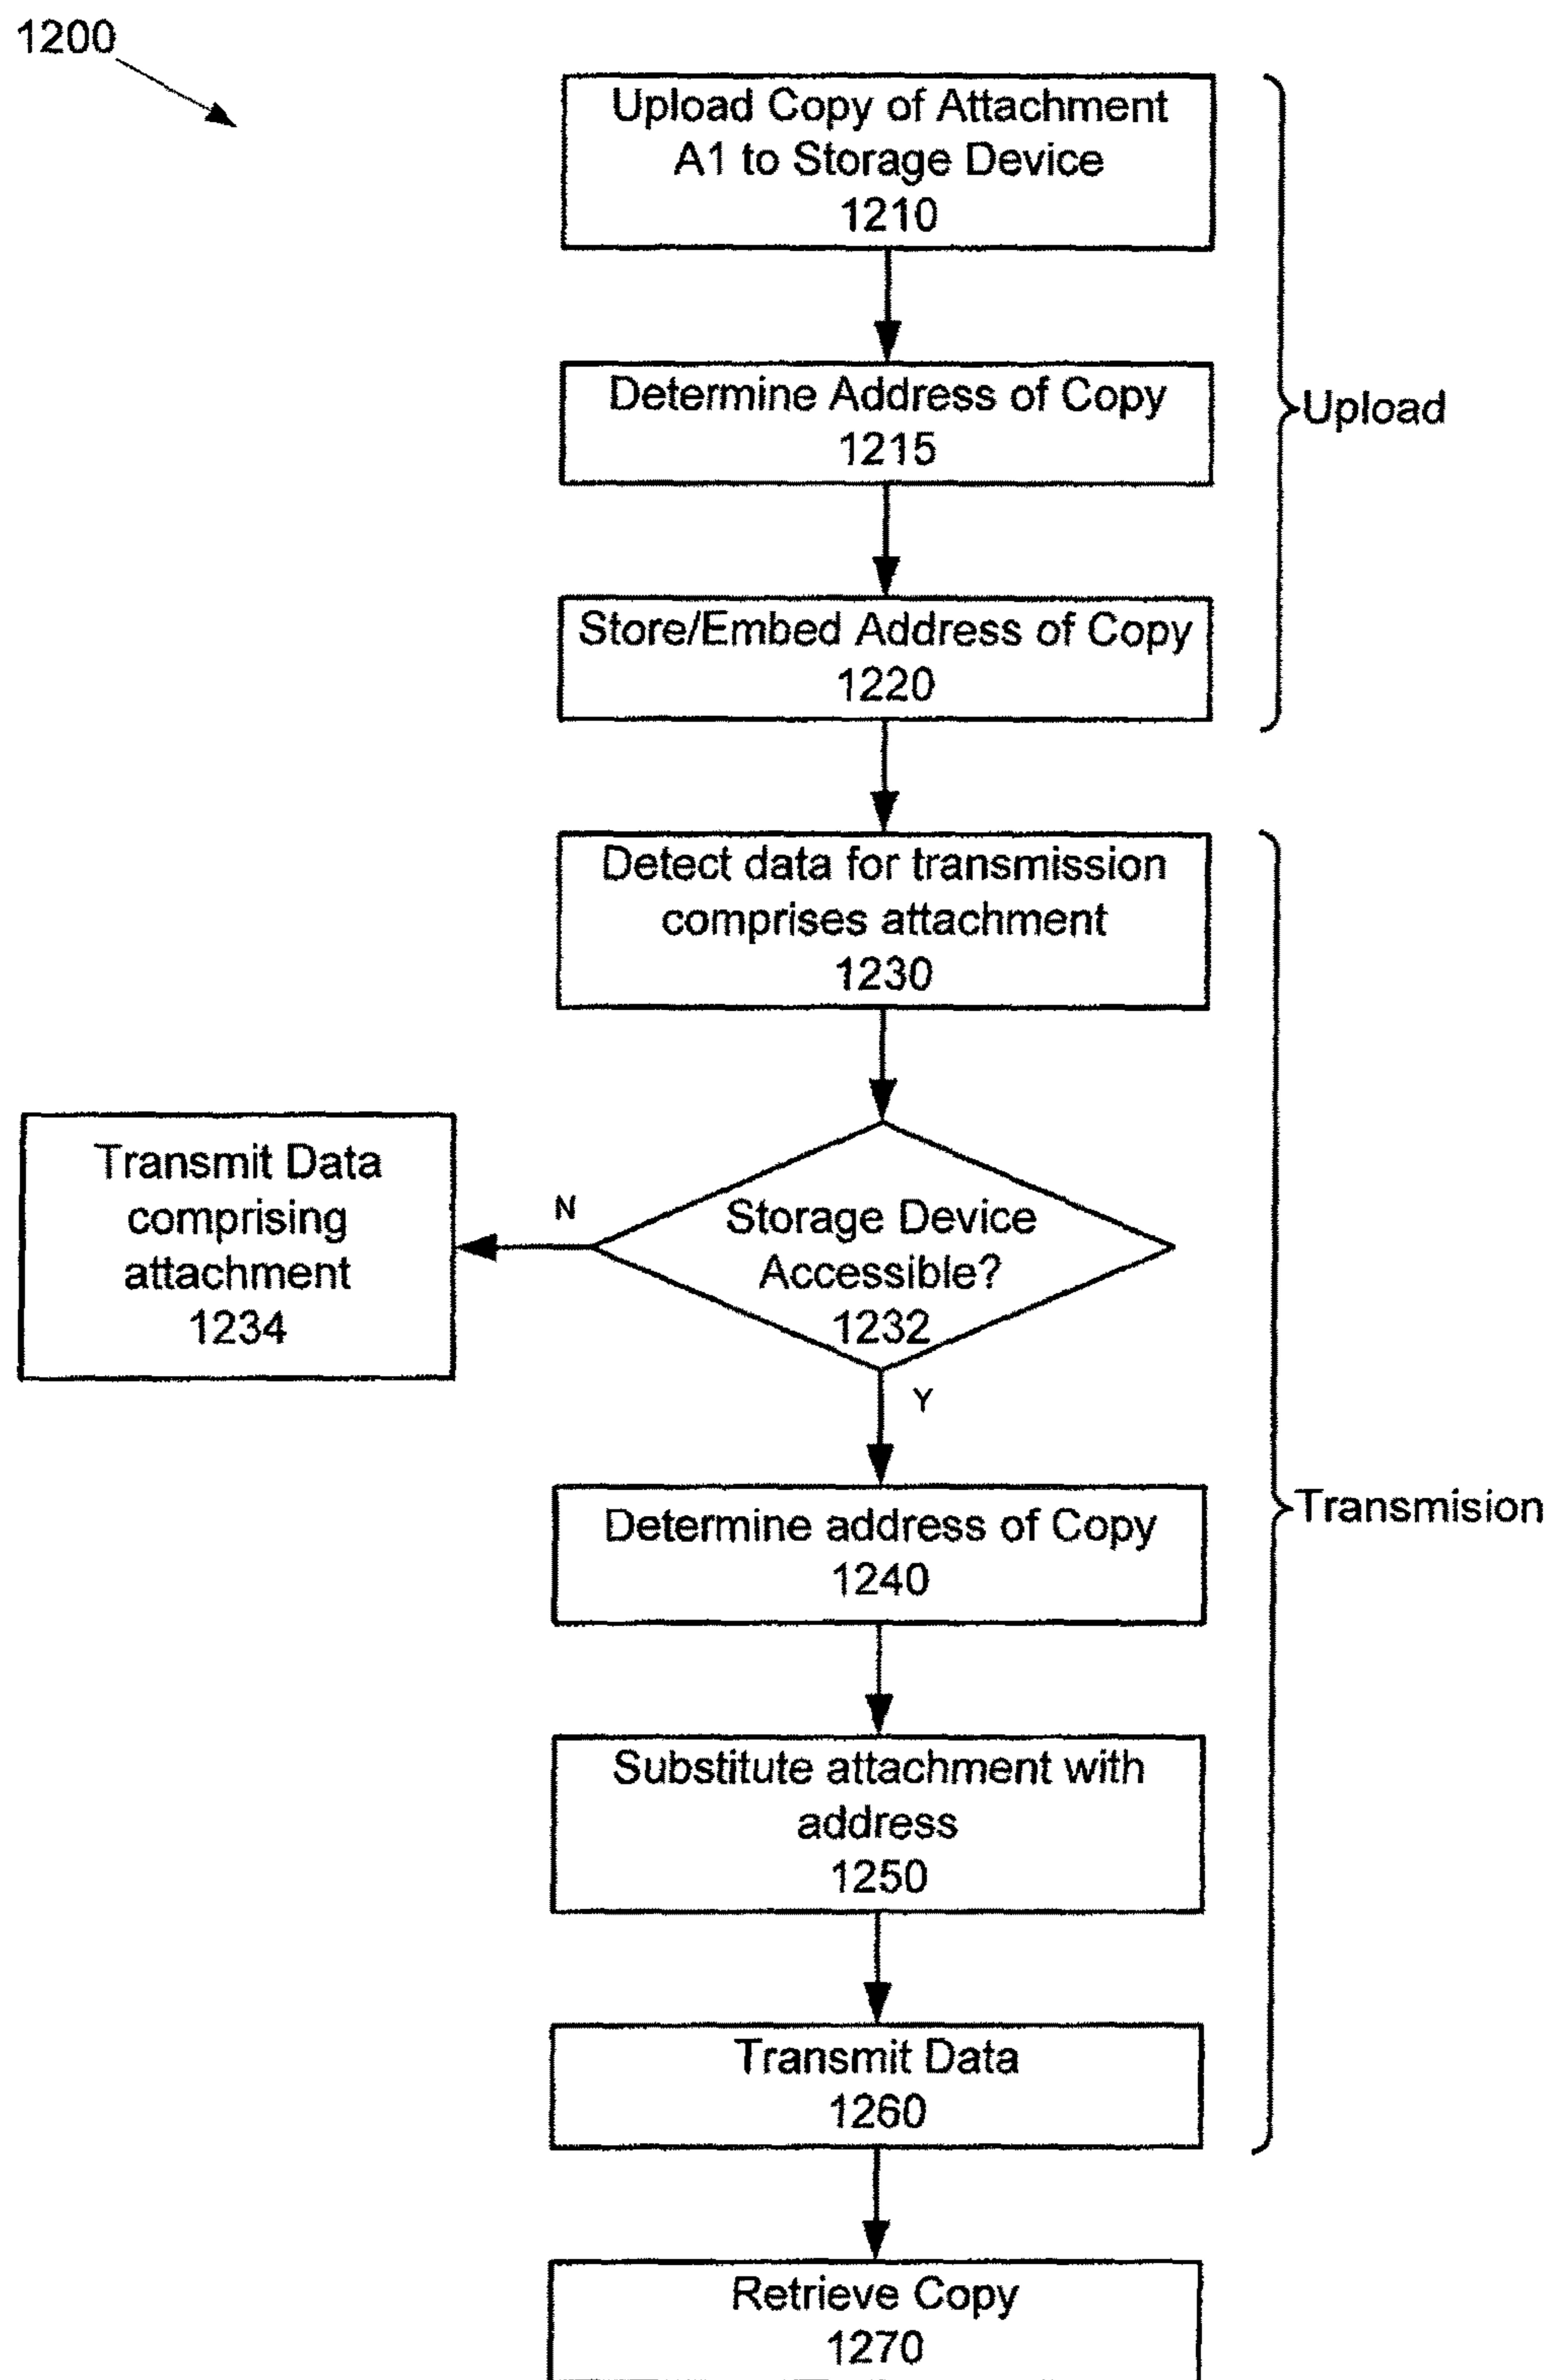 1200
Upload Copy of Attachment
A1 to Storage Device
1210
Determine Address of Copy
1215
Store/Embed Address of Copy
1220
Upload
Detect data for transmission
comprises attachment
1230
Storage Device
Accessible?
1232
N
Transmit Data
comprising
attachment
1234
Y
Determine address of Copy
1240
Substitute attachment with
address
1250
Transmit Data
1260
Transmision
Retrieve Copy
1270